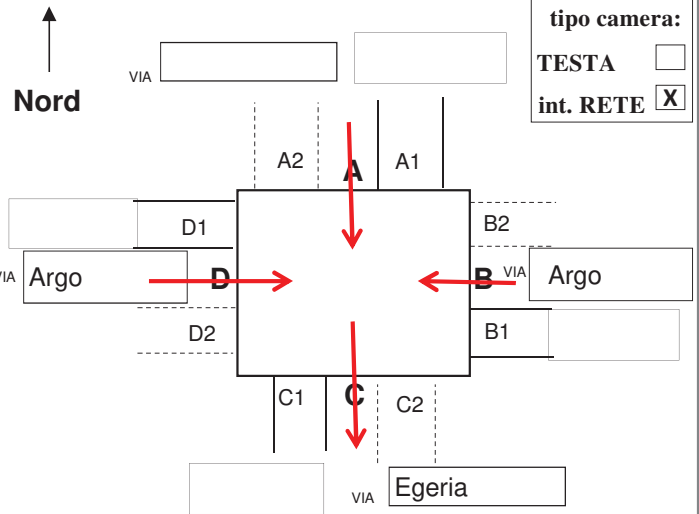 tipo camera:
VIA
TESTA
Nord
int. RETE X
A2 A A1
D1 B2
VIA Argo D B VIA Argo
D2 B1
C1 C C2
VIA Egeria